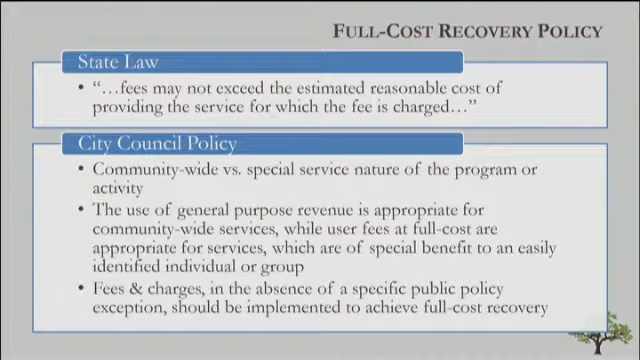 FULL-COST RECOVERY POLICY
State Law
• “…fees may not exceed the estimated reasonable cost of
providing the service for which the fee is charged…”
City Council Policy
• Community-wide vs. special service nature of the program or
activity
• The use of general purpose revenue is appropriate for
community-wide services, while user fees at full-cost are
appropriate for services, which are of special benefit to an easily
identified individual or group
• Fees & charges, in the absence of a specific public policy
exception, should be implemented to achieve full-cost recovery